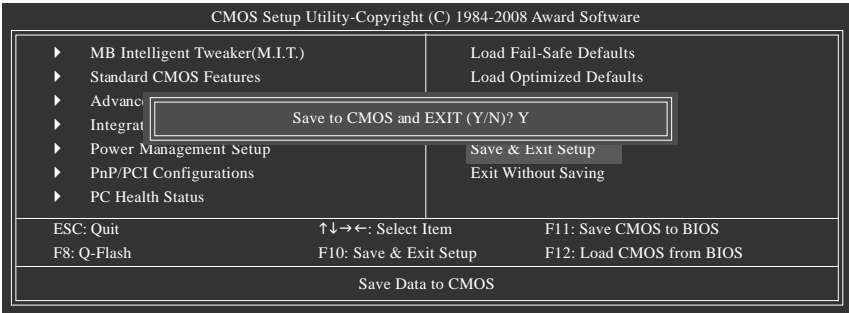 CMOS Setup Utility-Copyright (C) 1984-2008 Award Software
MB Intelligent Tweaker(M.I.T.)
Standard CMOS Features
Power Management Setup
PnP/PCI Configurations
PC Health Status
Load Fail-Safe Defaults
Load Optimized Defaults
Save & Exit Setup
Exit Without Saving
Save to CMOS and EXIT (Y/N)? Y
ESC: Quit ↑↓→←: Select Item F11: Save CMOS to BIOS
F8: Q-Flash F10: Save & Exit Setup F12: Load CMOS from BIOS
Save Data to CMOS